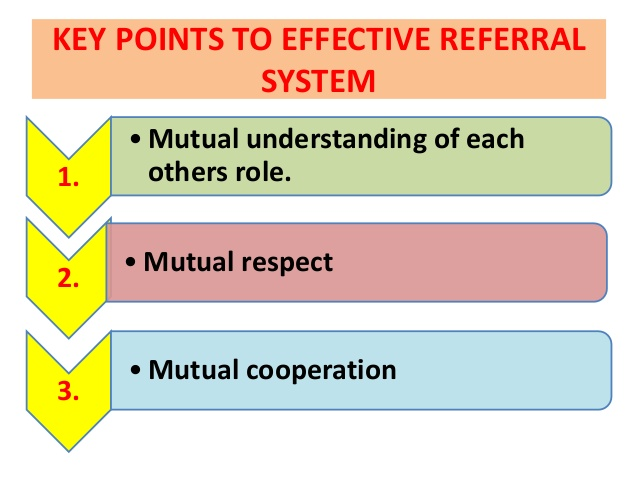 KEY POINTS TO EFFECTIVE REFERRAL
SYSTEM
1.
• Mutual understanding of each
others role.
2.
• Mutual respect
3.
• Mutual cooperation